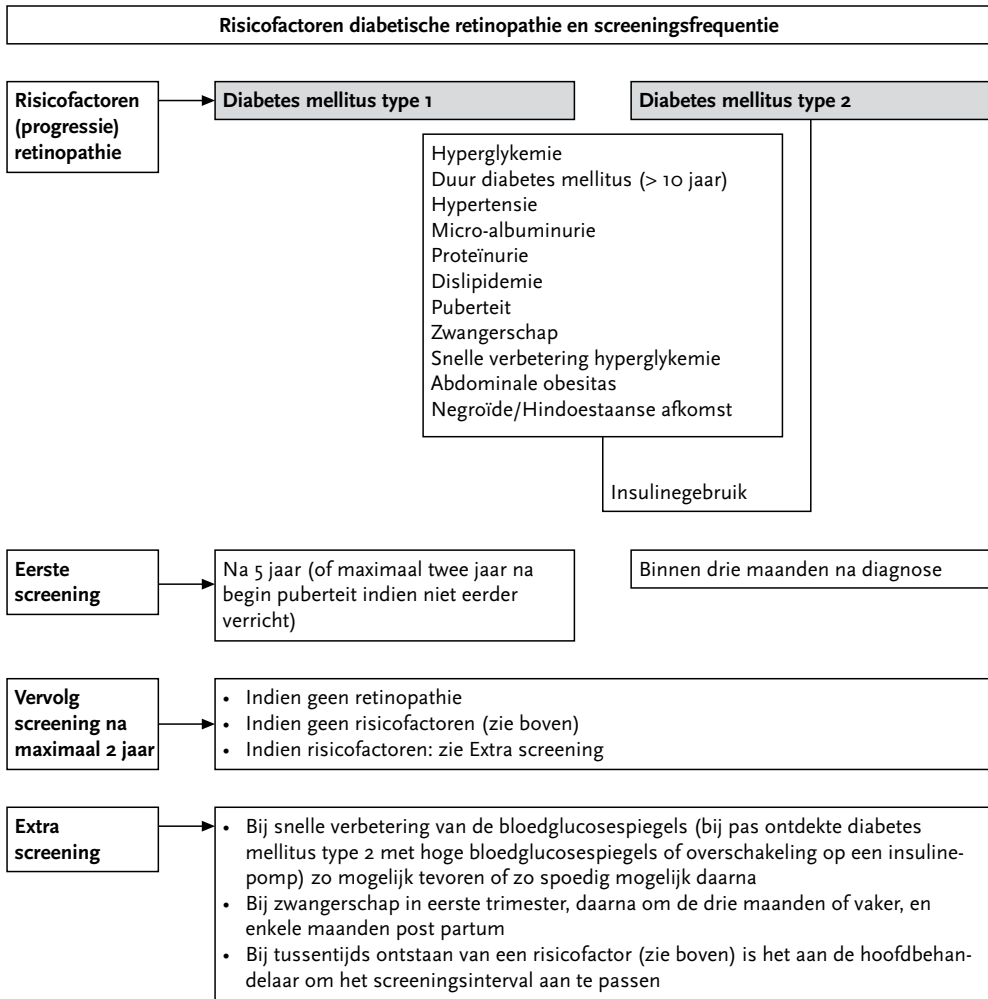 Risicofactoren diabetische retinopathie en screeningsfrequentie
Risicofactoren
(progressie)
retinopathie
Diabetes mellitus type 1
Diabetes mellitus type 2
Hyperglykemie
Duur diabetes mellitus (> 10 jaar)
Hypertensie
Micro-albuminurie
Proteïnurie
Dislipidemie
Puberteit
Zwangerschap
Snelle verbetering hyperglykemie
Abdominale obesitas
Negroïde/Hindoestaanse afkomst
Insulinegebruik
Eerste
screening
Na 5 jaar (of maximaal twee jaar na
begin puberteit indien niet eerder
verricht)
Binnen drie maanden na diagnose
Vervolg
screening na
maximaal 2 jaar
• Indien geen retinopathie
• Indien geen risicofactoren (zie boven)
• Indien risicofactoren: zie Extra screening
Extra
screening
• Bij snelle verbetering van de bloedglucosespiegels (bij pas ontdekte diabetes
mellitus type 2 met hoge bloedglucosespiegels of overschakeling op een insuline-
pomp) zo mogelijk tevoren of zo spoedig mogelijk daarna
• Bij zwangerschap in eerste trimester, daarna om de drie maanden of vaker, en
enkele maanden post partum
• Bij tussentijds ontstaan van een risicofactor (zie boven) is het aan de hoofdbehan-
delaar om het screeningsinterval aan te passen